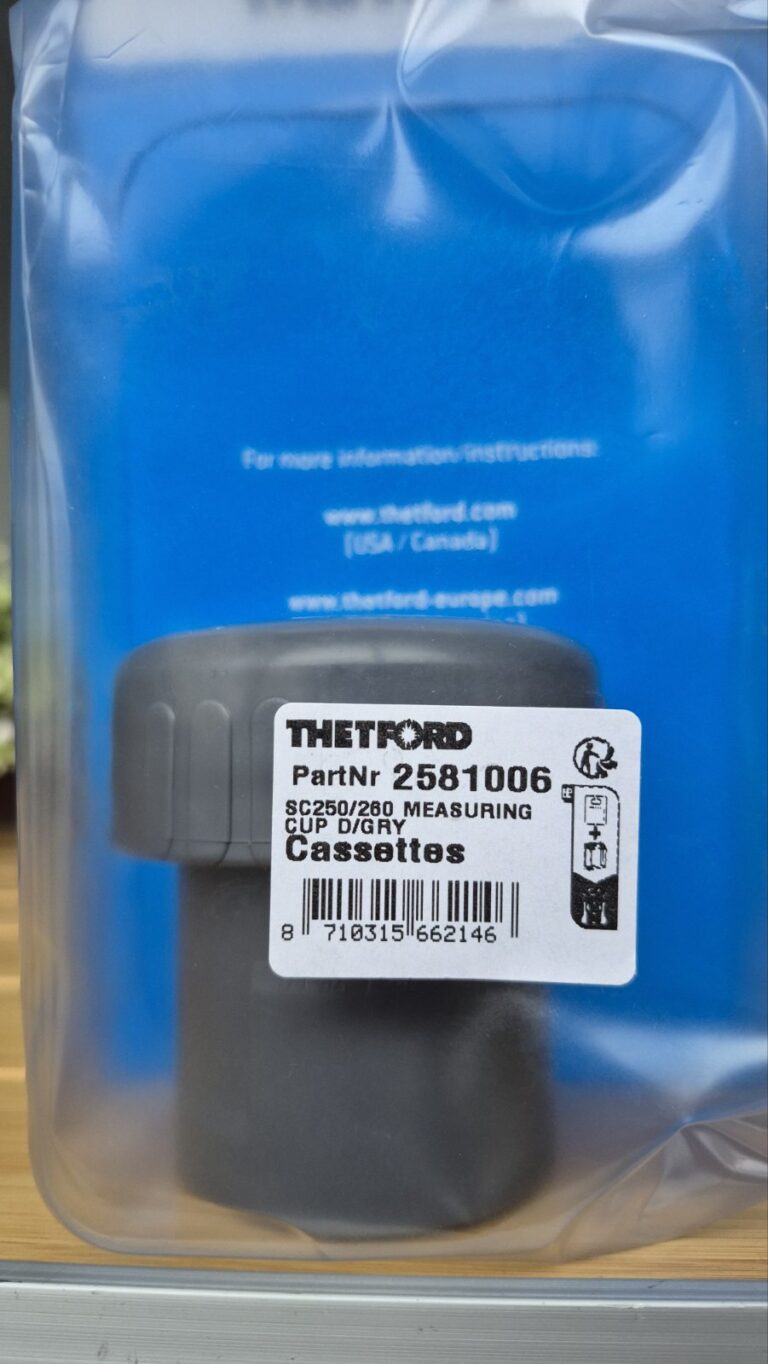 For more information/instructions:
www.thetford.com
[USA / Canada]
www.thetford-europe.com
THETFORD
PartNr 2581006
SC250/260 MEASURING
CUP D/GRY
Cassettes
8 710315 662146